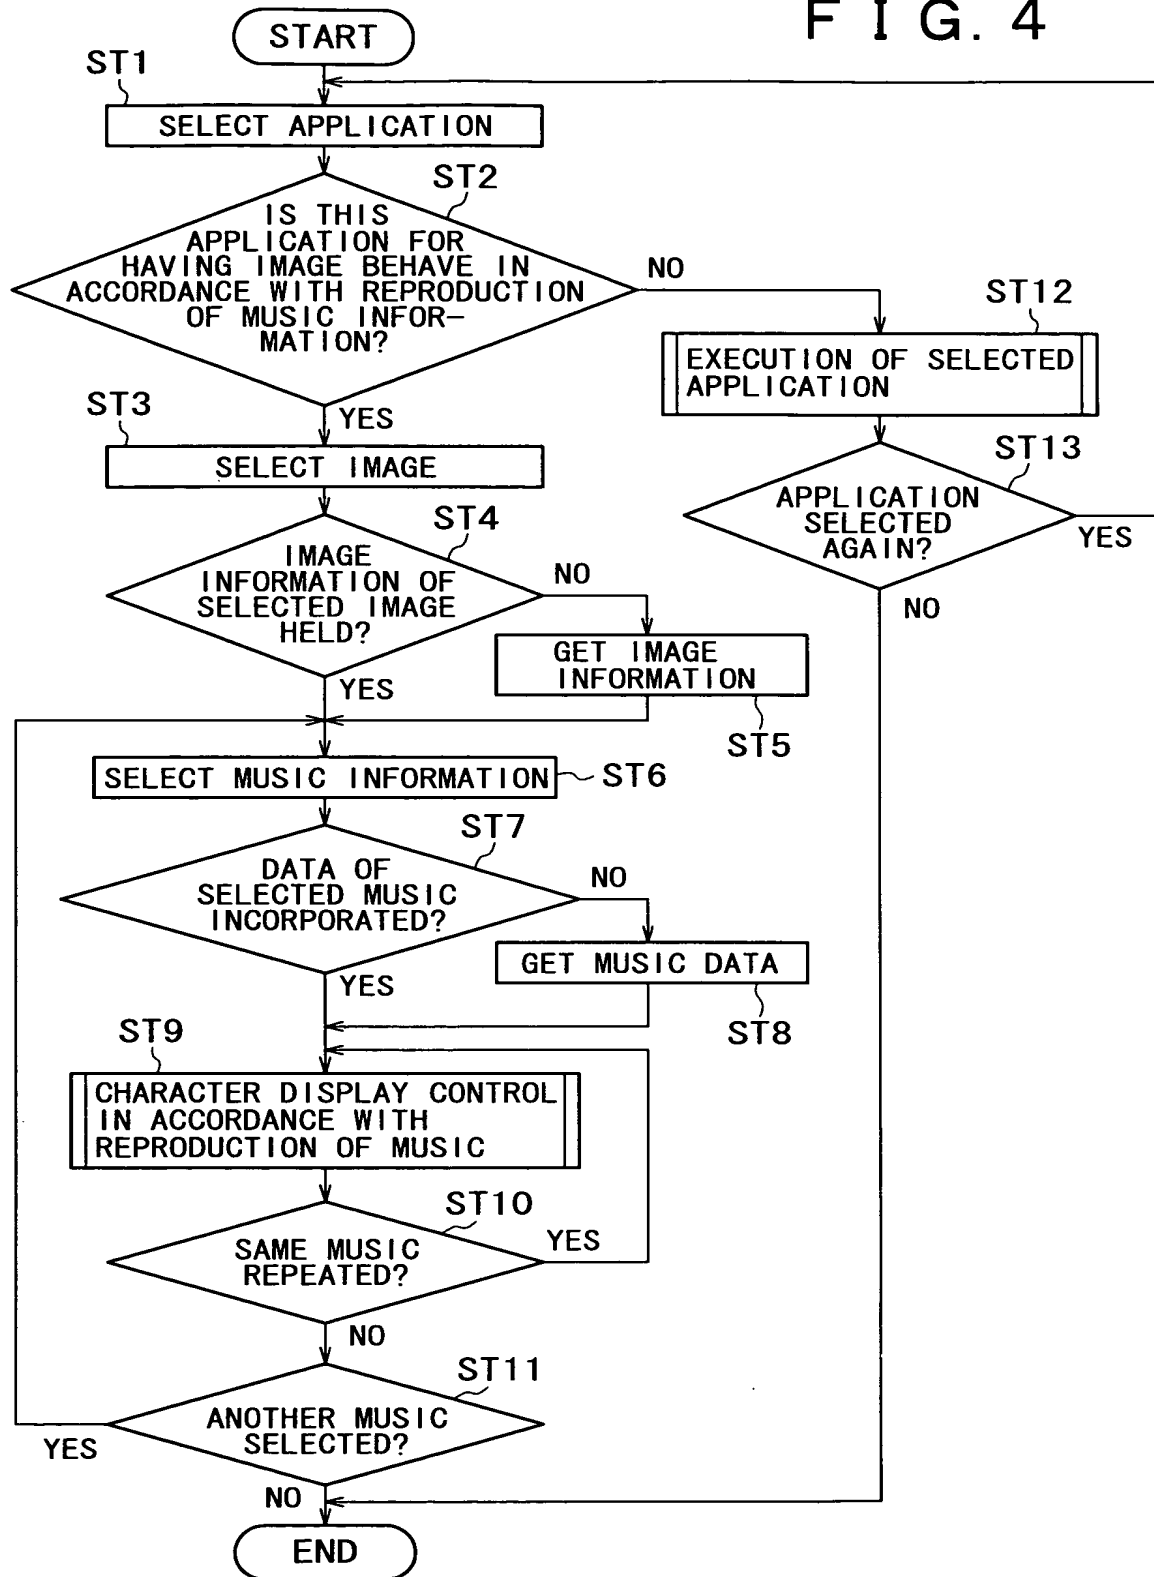 FIG. 4
START
ST1
SELECT APPLICATION
ST2
IS THIS
APPLICATION FOR
HAVING IMAGE BEHAVE IN
ACCORDANCE WITH REPRODUCTION
OF MUSIC INFOR-
MATION?
NO
YES
ST12
EXECUTION OF SELECTED
APPLICATION
ST3
SELECT IMAGE
ST13
APPLICATION
SELECTED
AGAIN?
YES
NO
ST4
IMAGE
INFORMATION OF
SELECTED IMAGE
HELD?
NO
YES
GET IMAGE
INFORMATION
ST5
SELECT MUSIC INFORMATION
ST6
ST7
DATA OF
SELECTED MUSIC
INCORPORATED?
NO
YES
GET MUSIC DATA
ST8
ST9
CHARACTER DISPLAY CONTROL
IN ACCORDANCE WITH
REPRODUCTION OF MUSIC
ST10
SAME MUSIC
REPEATED?
YES
NO
ST11
ANOTHER MUSIC
SELECTED?
YES
NO
END